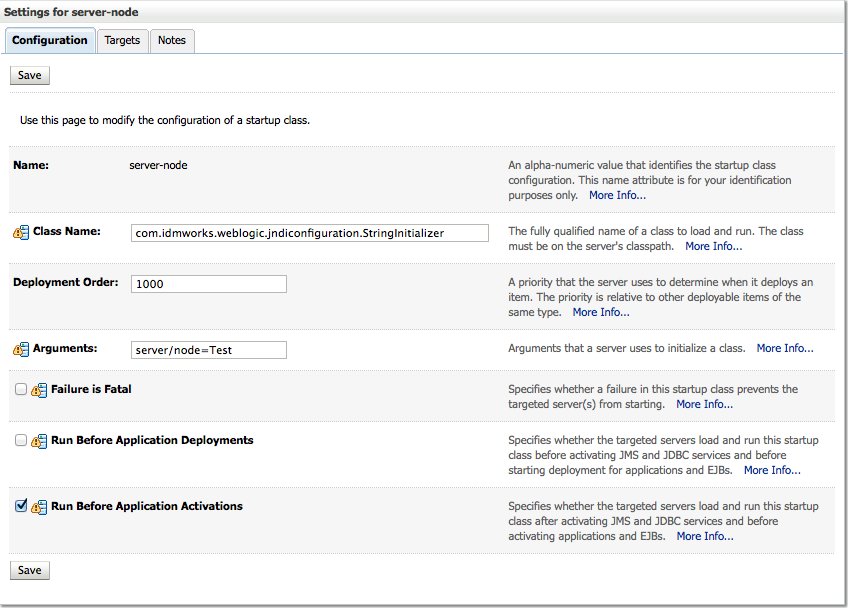 Settings for server-node
Configuration Targets Notes
Save
Use this page to modify the configuration of a startup class.
Name: server-node An alpha-numeric value that identifies the startup class
configuration. This name attribute is for your identification
purposes only. More Info...
Class Name: com.idmworks.weblogic.jndiconfiguration.StringInitializer The fully qualified name of a class to load and run. The class
must be on the server's classpath. More Info...
Deployment Order: 1000 A priority that the server uses to determine when it deploys an
item. The priority is relative to other deployable items of the
same type. More Info...
Arguments: server/node=Test Arguments that a server uses to initialize a class. More Info...
Failure is Fatal Specifies whether a failure in this startup class prevents the
targeted server(s) from starting. More Info...
Run Before Application Deployments Specifies whether the targeted servers load and run this startup
class before activating JMS and JDBC services and before
starting deployment for applications and EJBs. More Info...
Run Before Application Activations Specifies whether the targeted servers load and run this startup
class after activating JMS and JDBC services and before
activating applications and EJBs. More Info...
Save